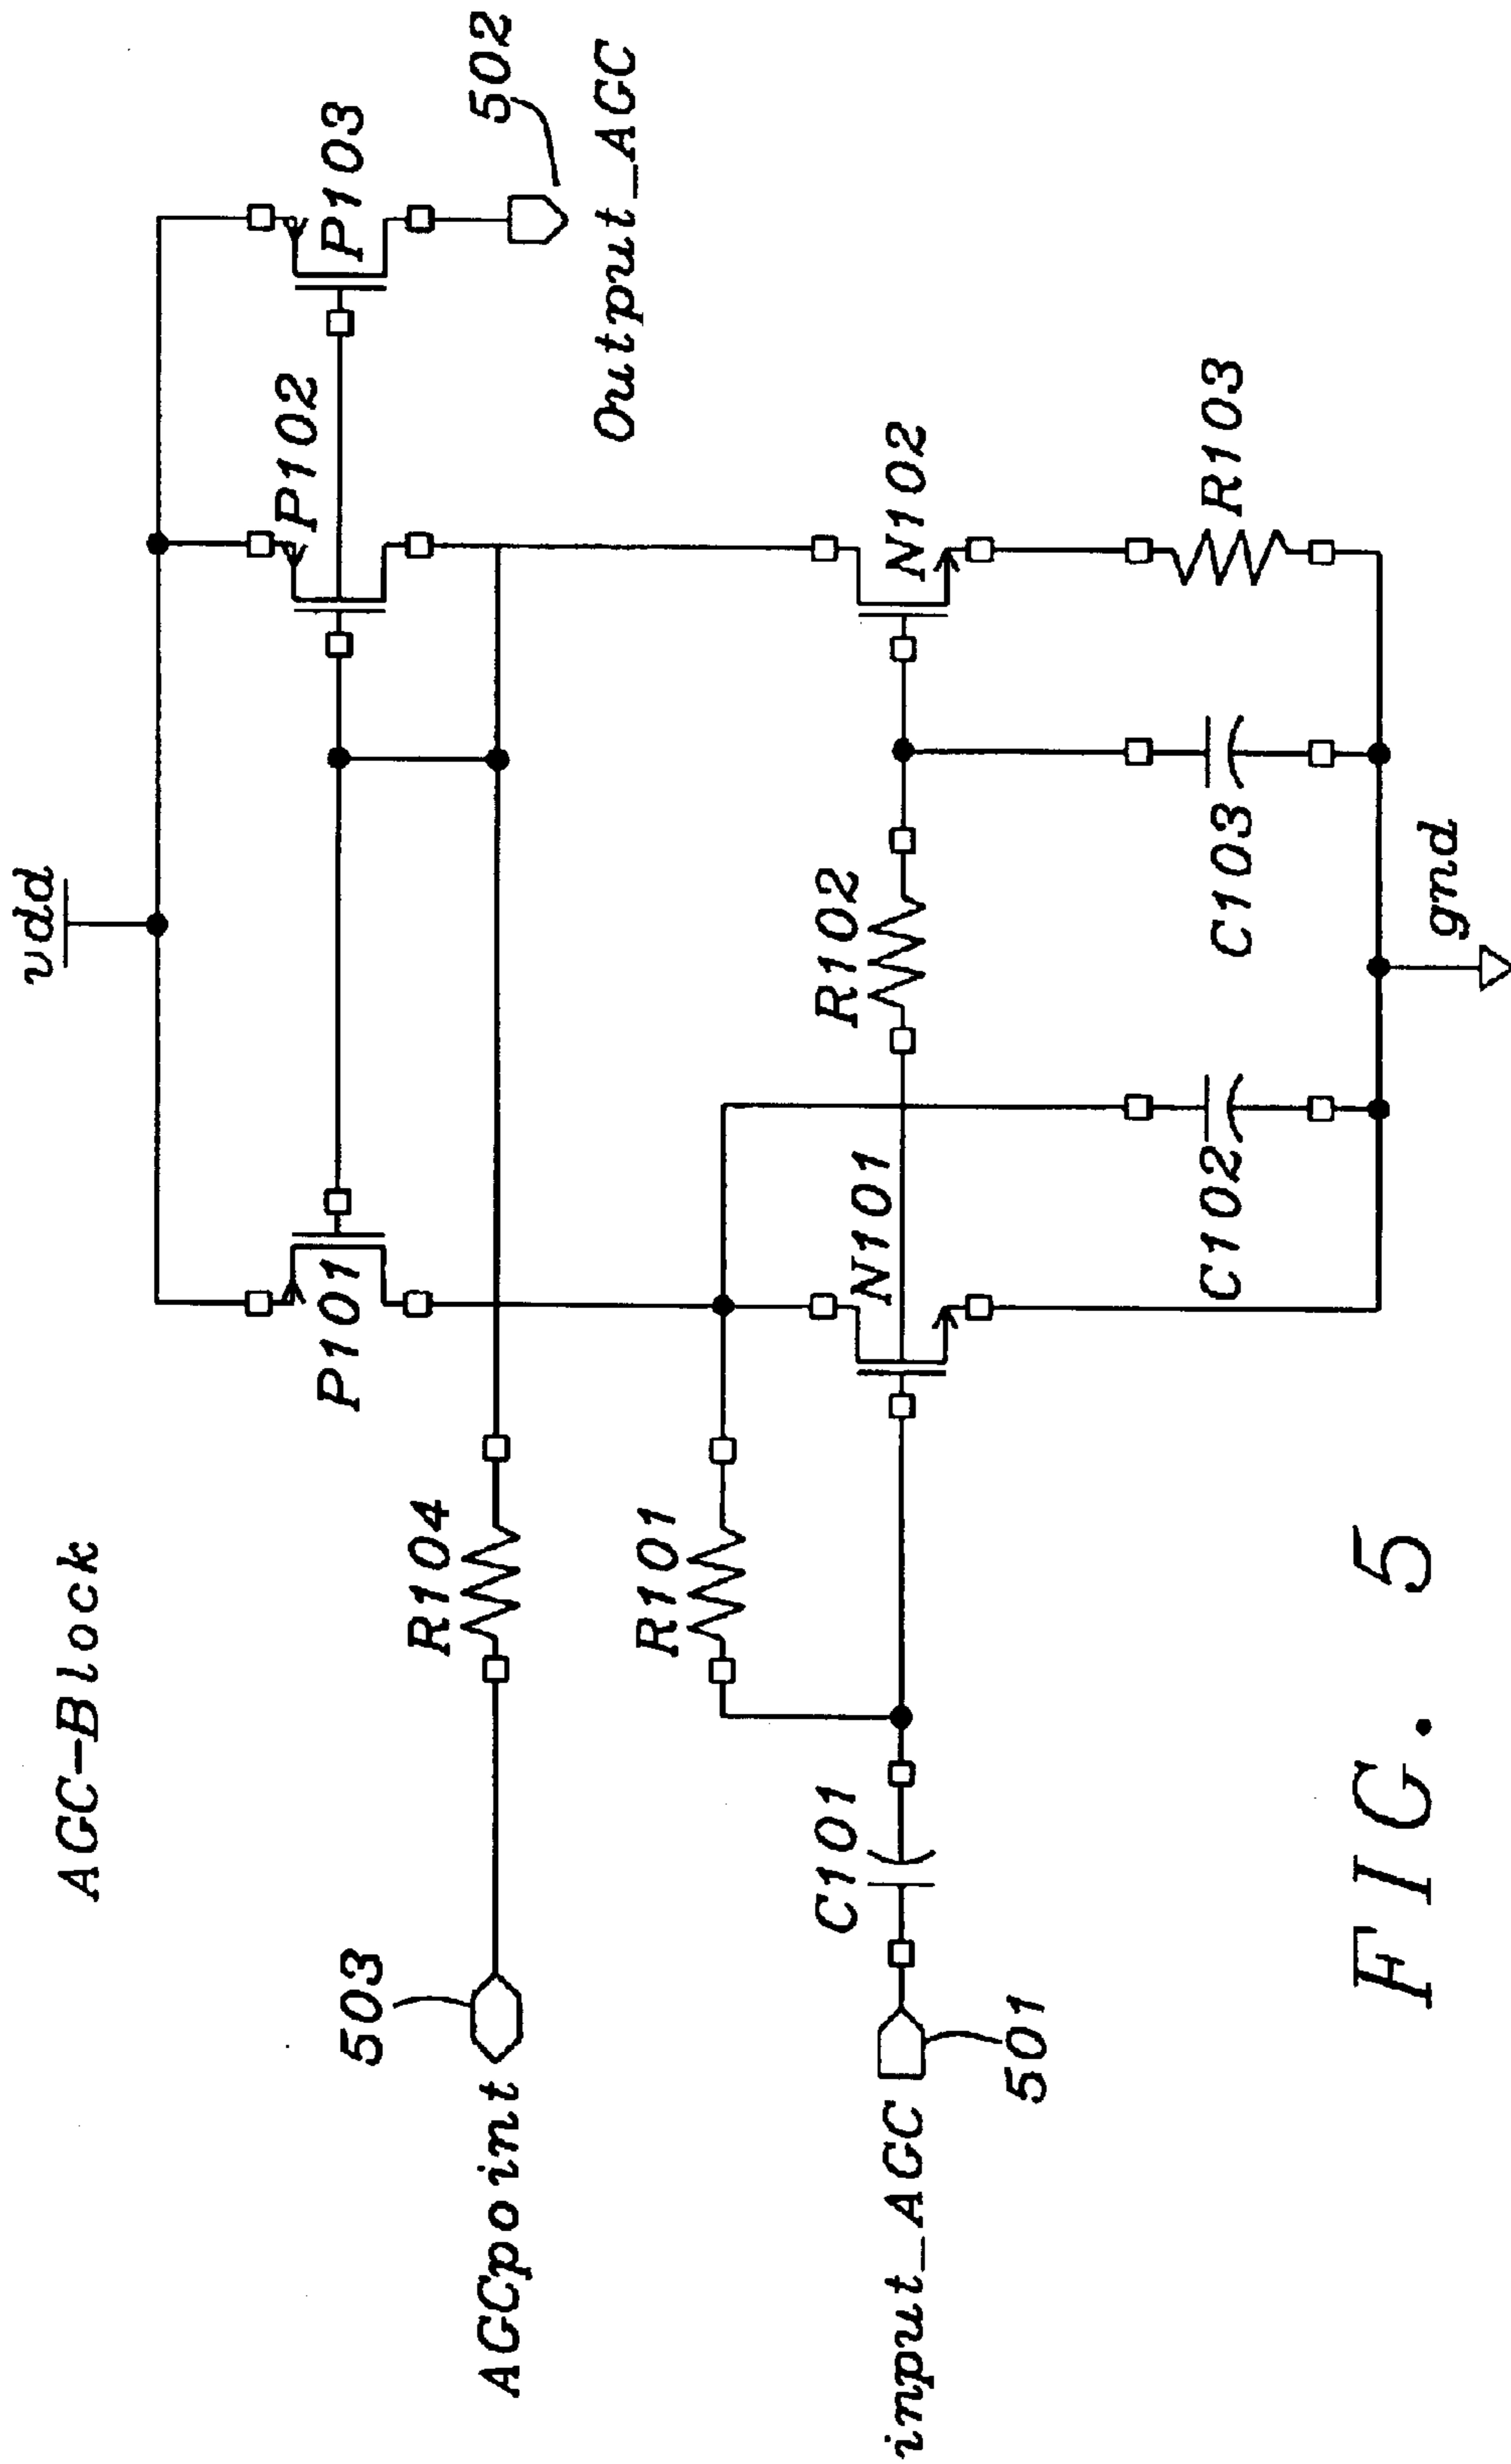 AGC-Block
vdd
P101
P102
P103
502
Output_AGC
503
AGCpoint
R104
R101
N101
R102
N102
C101
input_AGC
501
C102
C103
R103
gnd
FIG. 5